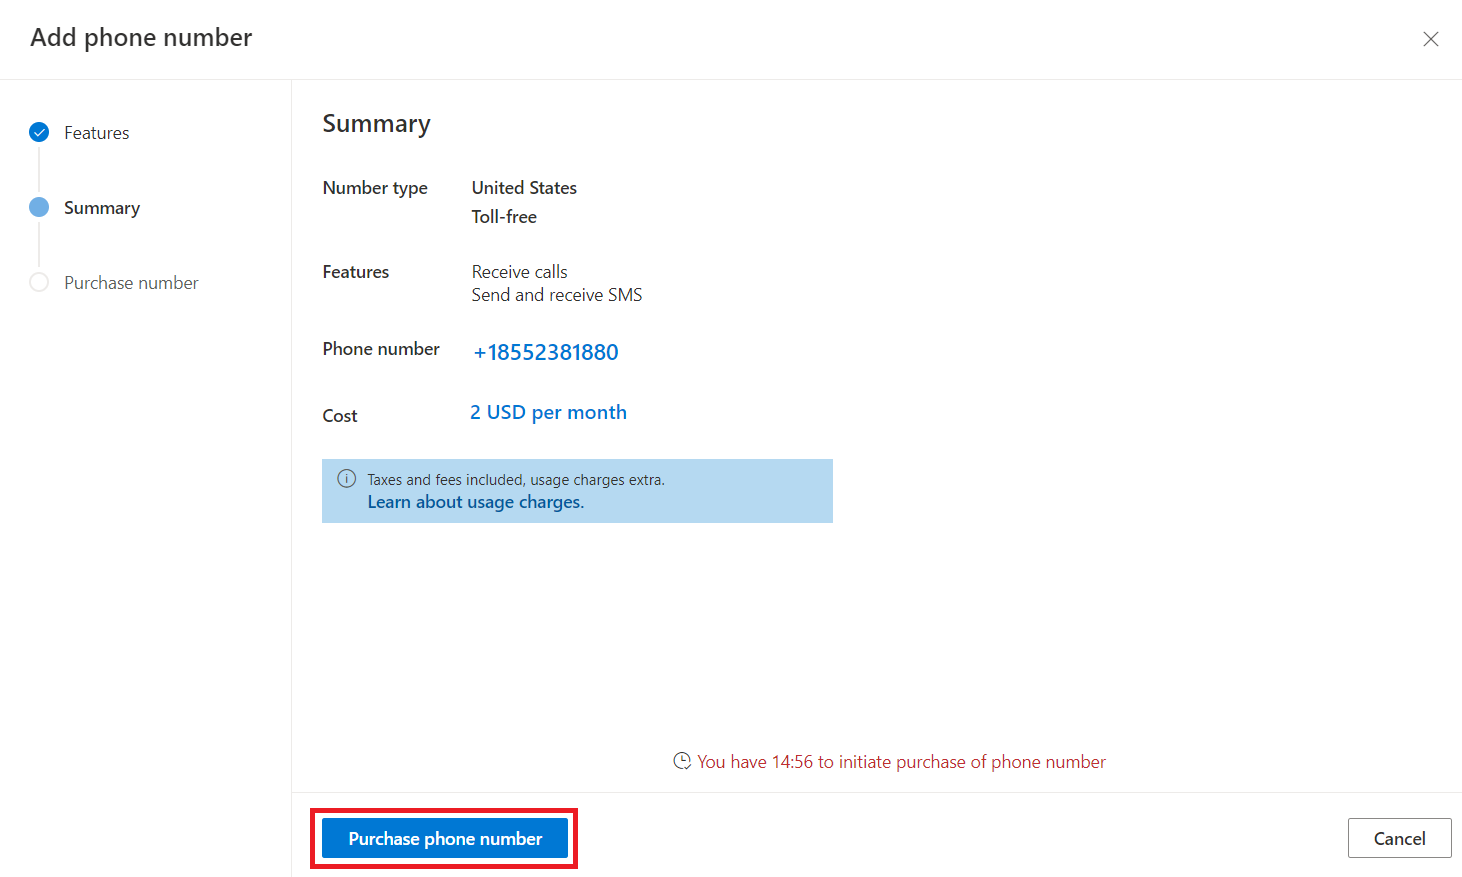 Add phone number
Features
Summary
Purchase number
Summary
Number type United States
Toll-free
Features Receive calls
Send and receive SMS
Phone number +18552381880
Cost 2 USD per month
Taxes and fees included, usage charges extra.
Learn about usage charges.
You have 14:56 to initiate purchase of phone number
Purchase phone number
Cancel